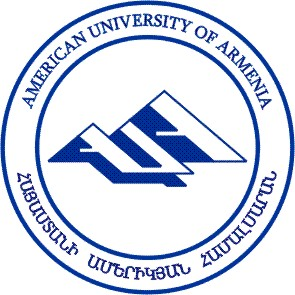 AMERICAN UNIVERSITY OF ARMENIA
ՀԱՅԱՍՏԱՆԻ ԱՄԵՐԻԿՅԱՆ ՀԱՄԱԼՍԱՐԱՆ